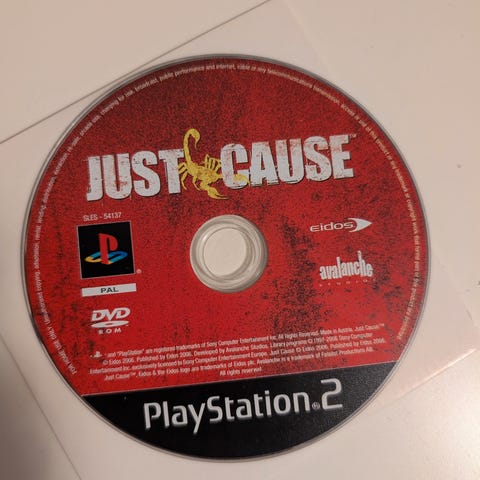 JUST CAUSE™
SLES - 54137
eidos
PAL
avalanche
STUDIOS
DVD
ROM
and "PlayStation" are registered trademarks of Sony Computer Entertainment Inc. All Rights Reserved. Made in Austria. Just Cause
© Eidos 2006. Published by Eidos 2006. Developed by Avalanche Studios. Library programs © 1997-2006 Sony Computer
Entertainment Inc. exclusively licensed to Sony Computer Entertainment Europe. Just Cause © Eidos 2006. Published by Eidos 2006.
Just Cause™, Eidos & the Eidos logo are trademarks of Eidos plc. Avalanche is a trademark of Fatalist Productions AB.
All rights reserved.
PlayStation®2